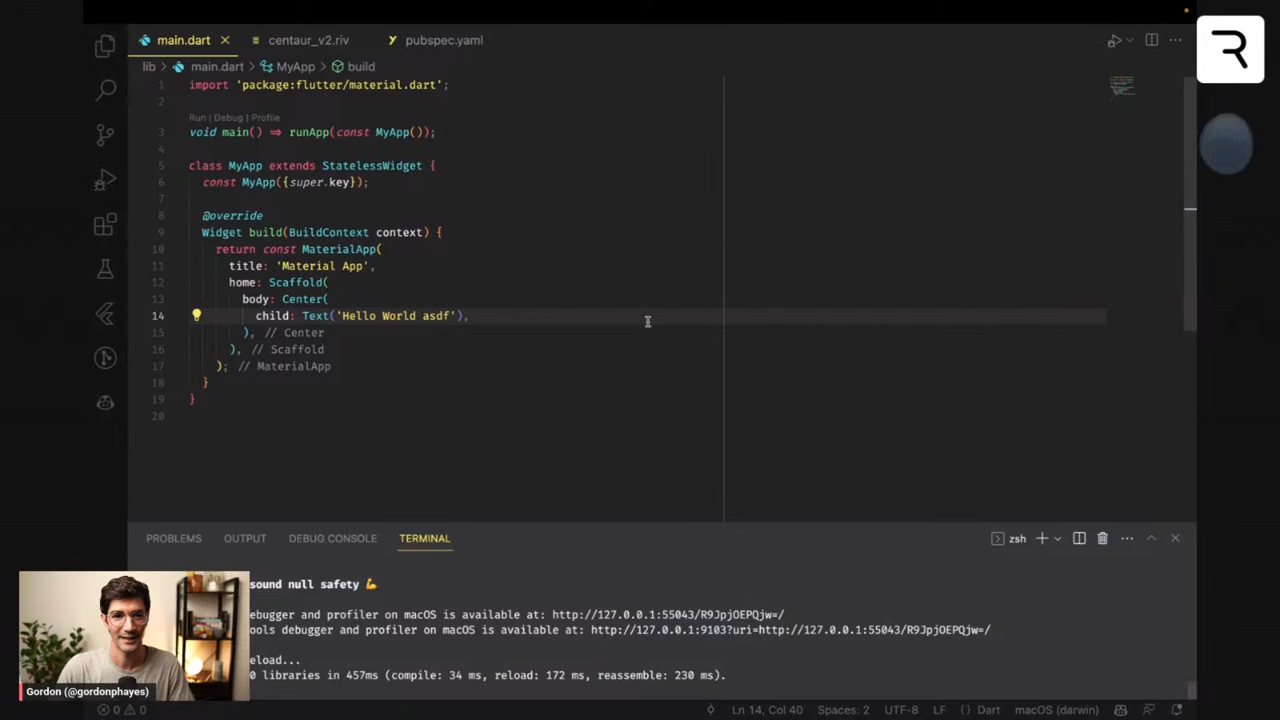 main.dart
centaur_v2.riv
pubspec.yaml
lib > main.dart > MyApp > build
1 import 'package:flutter/material.dart';
2
Run | Debug | Profile
3 void main() => runApp(const MyApp());
4
5 class MyApp extends StatelessWidget {
6 const MyApp({super.key});
7
8 @override
9 Widget build(BuildContext context) {
10 return const MaterialApp(
11 title: 'Material App',
12 home: Scaffold(
13 body: Center(
14 child: Text('Hello World asdf'),
15 ), // Center
16 ), // Scaffold
17 ); // MaterialApp
18 }
19 }
20
PROBLEMS OUTPUT DEBUG CONSOLE TERMINAL
zsh
sound null safety 💪
ebugger and profiler on macOS is available at: http://127.0.0.1:55043/R9JpjOEPQjw=/
ools debugger and profiler on macOS is available at: http://127.0.0.1:9103?uri=http://127.0.0.1:55043/R9JpjOEPQjw=/
eload...
0 libraries in 457ms (compile: 34 ms, reload: 172 ms, reassemble: 230 ms).
Gordon (@gordonphayes)
0 0
Ln 14, Col 40 Spaces: 2 UTF-8 LF {} Dart macOS (darwin)